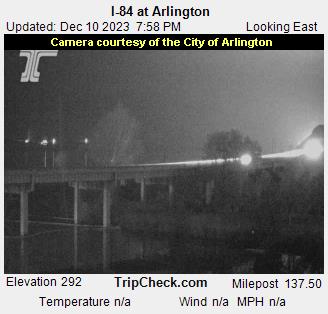 I-84 at Arlington
Updated: Dec 10 2023 7:58 PM Looking East
Camera courtesy of the City of Arlington
Elevation 292 TripCheck.com Milepost 137.50
Temperature n/a Wind n/a MPH n/a